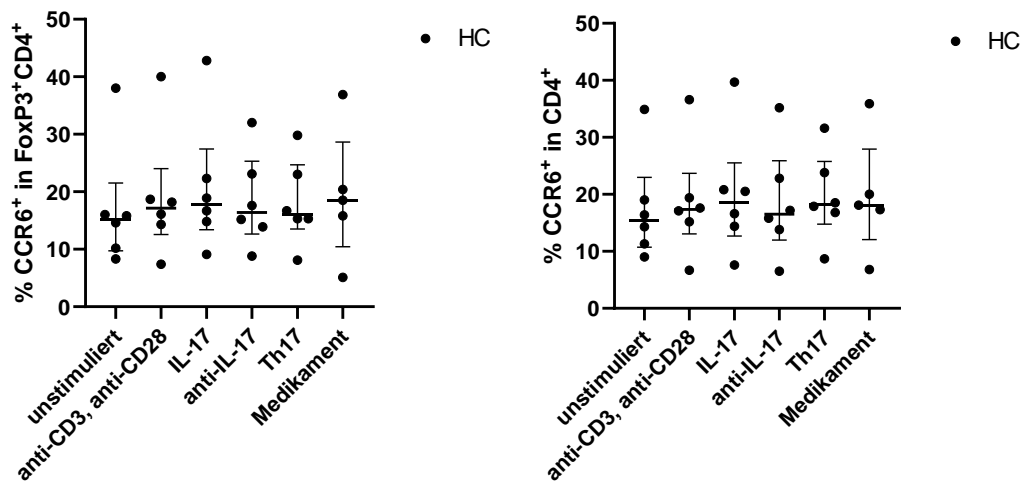 % CCR6⁺ in FoxP3⁺CD4⁺
50
40
30
20
10
0
unstimuliert
anti-CD3, anti-CD28
IL-17
anti-IL-17
Th17
Medikament
HC
% CCR6⁺ in CD4⁺
50
40
30
20
10
0
unstimuliert
anti-CD3, anti-CD28
IL-17
anti-IL-17
Th17
Medikament
HC